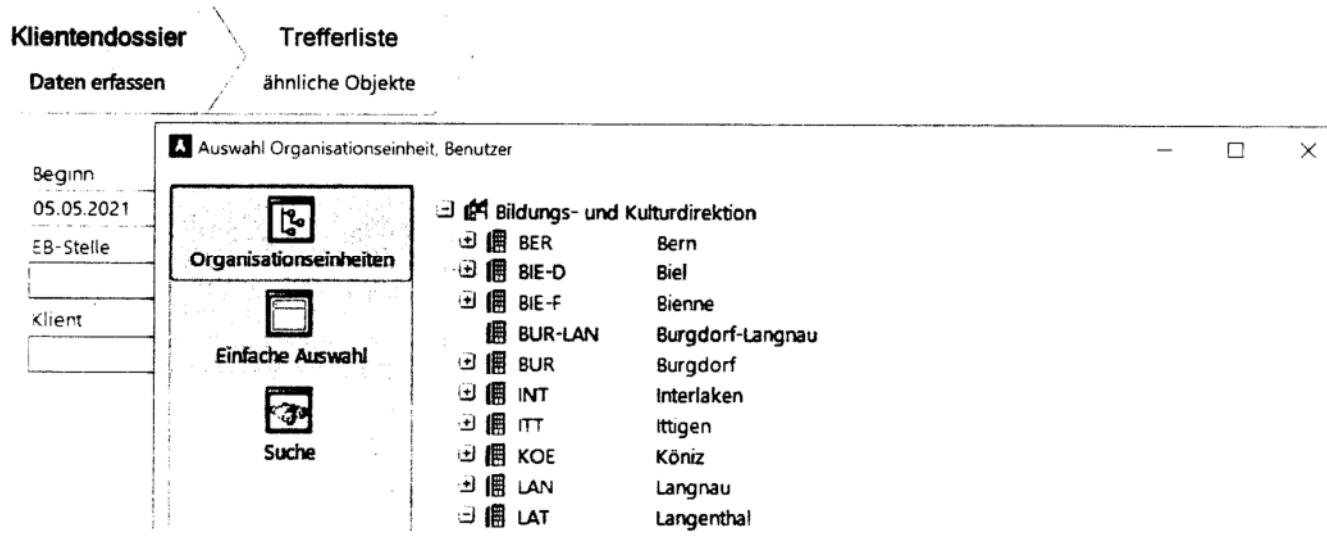 Klientendossier Trefferliste
Daten erfassen ähnliche Objekte
Auswahl Organisationseinheit, Benutzer
Beginn
05.05.2021
EB-Stelle
Klient
Organisationseinheiten
Einfache Auswahl
Suche
Bildungs- und Kulturdirektion
BER Bern
BIE-D Biel
BIE-F Bienne
BUR-LAN Burgdorf-Langnau
BUR Burgdorf
INT Interlaken
ITT Ittigen
KOE Köniz
LAN Langnau
LAT Langenthal